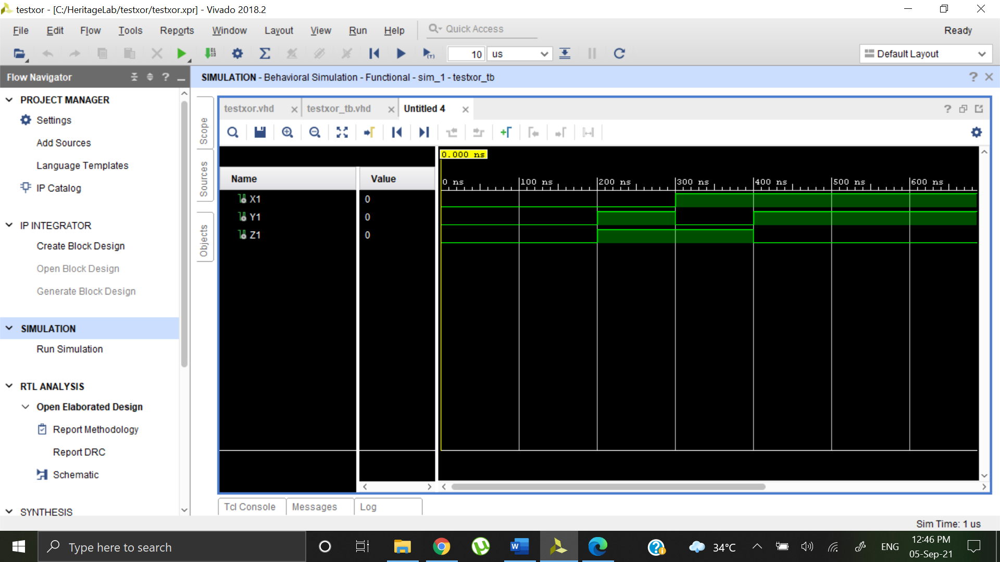 testxor - [C:/HeritageLab/testxor/testxor.xpr] - Vivado 2018.2
File Edit Flow Tools Reports Window Layout View Run Help Quick Access Ready
10 us Default Layout
Flow Navigator
SIMULATION - Behavioral Simulation - Functional - sim_1 - testxor_tb
PROJECT MANAGER
Settings
Add Sources
Language Templates
IP Catalog
IP INTEGRATOR
Create Block Design
Open Block Design
Generate Block Design
SIMULATION
Run Simulation
RTL ANALYSIS
Open Elaborated Design
Report Methodology
Report DRC
Schematic
SYNTHESIS
Scope
Sources
Objects
testxor.vhd testxor_tb.vhd Untitled 4
0.000 ns
Name Value
0 ns 100 ns 200 ns 300 ns 400 ns 500 ns 600 ns
X1 0
Y1 0
Z1 0
Tcl Console Messages Log
Sim Time: 1 us
Type here to search
34°C ENG
12:46 PM
05-Sep-21